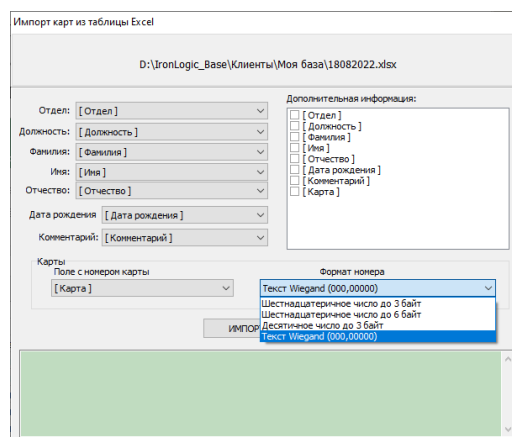 Импорт карт из таблицы Excel
D:\IronLogic_Base\Клиенты\Моя база\18082022.xlsx
Отдел: [ Отдел ]
Должность: [ Должность ]
Фамилия: [ Фамилия ]
Имя: [ Имя ]
Отчество: [ Отчество ]
Дата рождения [ Дата рождения ]
Комментарий: [ Комментарий ]
Дополнительная информация:
[ Отдел ]
[ Должность ]
[ Фамилия ]
[ Имя ]
[ Отчество ]
[ Дата рождения ]
[ Комментарий ]
[ Карта ]
Карты
Поле с номером карты
[ Карта ]
Формат номера
Текст Wiegand (000,00000)
Шестнадцатеричное число до 3 байт
Шестнадцатеричное число до 6 байт
Десятичное число до 3 байт
Текст Wiegand (000,00000)
ИМПОР